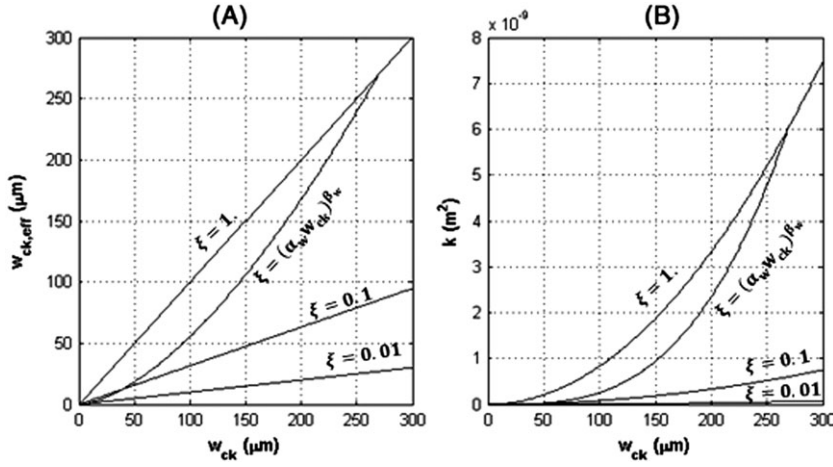 (A)
300
250
200
150
100
50
0
w_ck,eff (μm)
ξ = 1.
ξ = (α_w w_ck)^β_w
ξ = 0.1
ξ = 0.01
0 50 100 150 200 250 300
w_ck (μm)
(B)
x 10^-9
8
7
6
5
4
3
2
1
0
k (m²)
ξ = 1.
ξ = (α_w w_ck)^β_w
ξ = 0.1
ξ = 0.01
0 50 100 150 200 250 300
w_ck (μm)